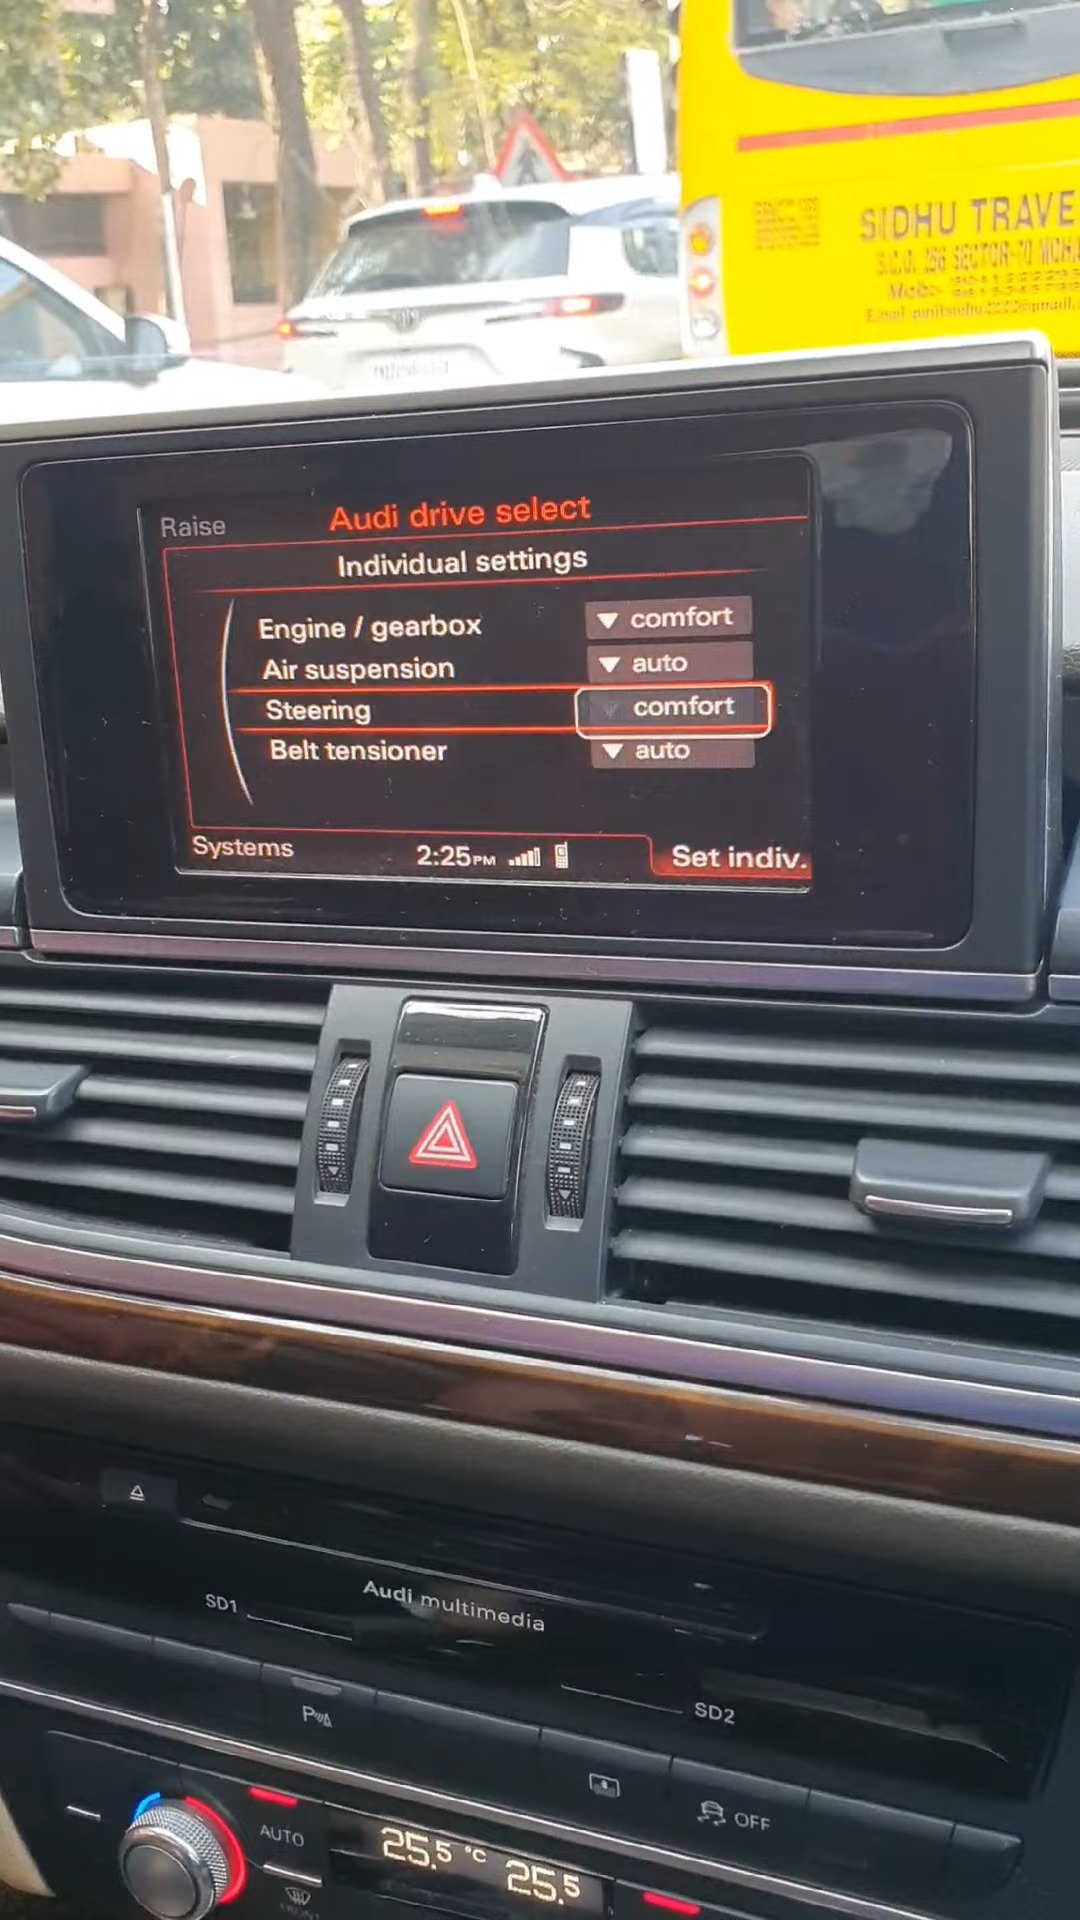 SIDHU TRAVE
Raise
Audi drive select
Individual settings
Engine / gearbox
comfort
Air suspension
auto
Steering
comfort
Belt tensioner
auto
Systems
2:25PM
Set indiv.
Audi multimedia
SD1
SD2
P
OFF
AUTO
25.5 °C
25.5